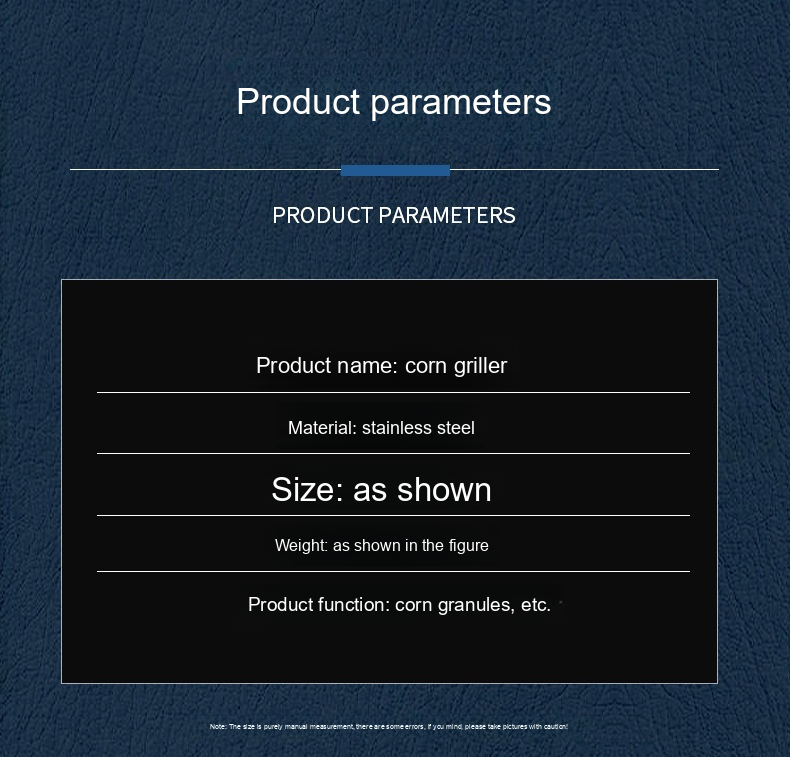 Product parameters
PRODUCT PARAMETERS
Product name: corn griller
Material: stainless steel
Size: as shown
Weight: as shown in the figure
Product function: corn granules, etc.
Note: The size is purely manual measurement, there are some errors, if you mind, please take pictures with caution!